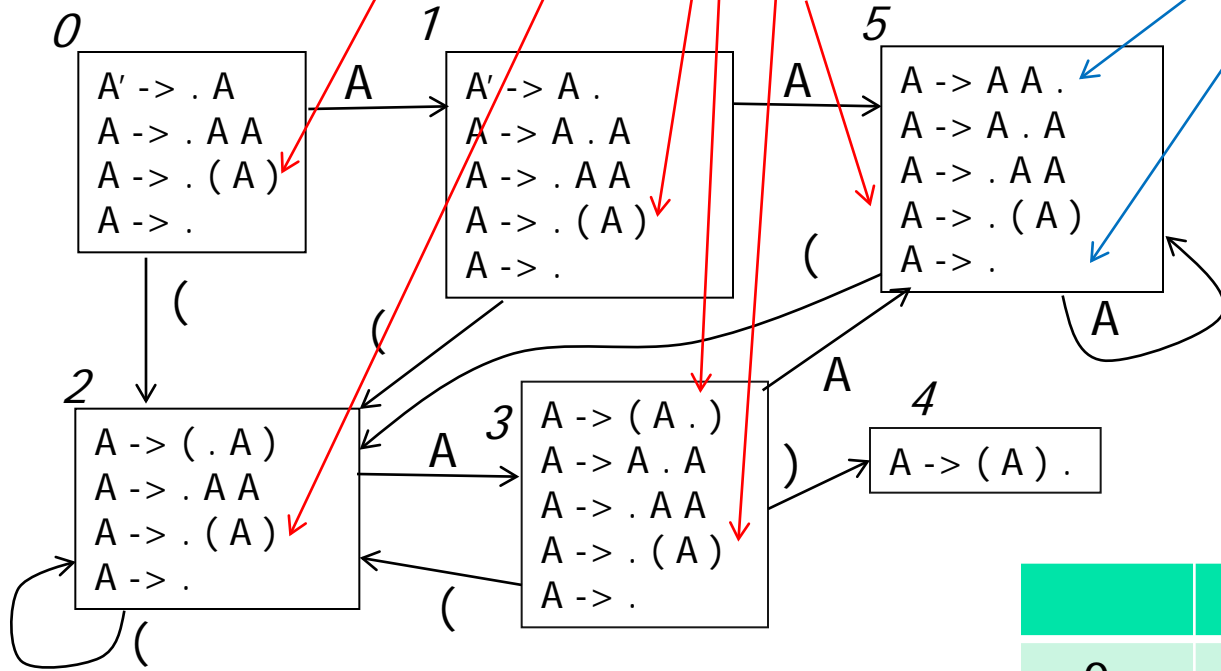 0
A' -> . A
A -> . A A
A -> . ( A )
A -> .
A
1
A' -> A .
A -> A . A
A -> . A A
A -> . ( A )
A -> .
A
5
A -> A A .
A -> A . A
A -> . A A
A -> . ( A )
A -> .
A
(
(
(
2
A -> ( . A )
A -> . A A
A -> . ( A )
A -> .
(
A
3
A -> ( A . )
A -> A . A
A -> . A A
A -> . ( A )
A -> .
(
A
)
4
A -> ( A ) .